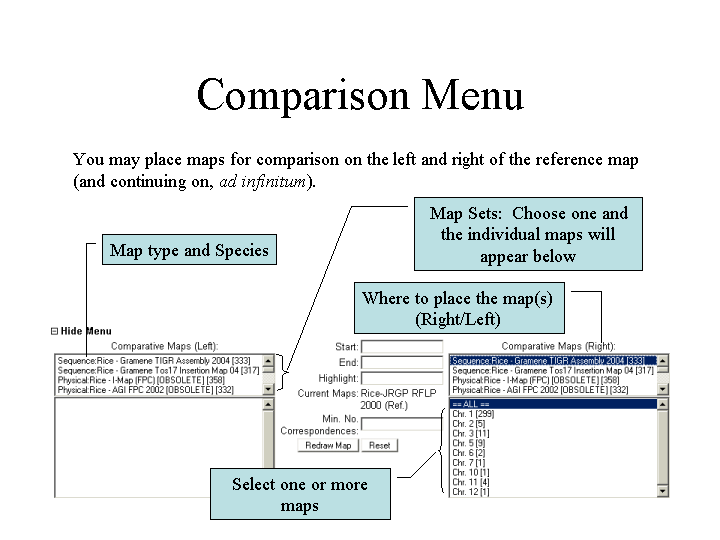 Comparison Menu
You may place maps for comparison on the left and right of the reference map
(and continuing on, ad infinitum).
Map Sets:  Choose one and
the individual maps will
appear below
Map type and Species
Where to place the map(s)
(Right/Left)
Hide Menu
Comparative Maps (Left):
Sequence:Rice - Gramene TIGR Assembly 2004 [333]
Sequence:Rice - Gramene Tos17 Insertion Map 04 [317]
Physical:Rice - I-Map (FPC) [OBSOLETE] [358]
Physical:Rice - AGI FPC 2002 [OBSOLETE] [332]
Start:
End:
Highlight:
Current Maps: Rice-JRGP RFLP
2000 (Ref.)
Min. No.
Correspondences:
Redraw Map
Reset
Comparative Maps (Right):
Sequence:Rice - Gramene TIGR Assembly 2004 [333]
Sequence:Rice - Gramene Tos17 Insertion Map 04 [317]
Physical:Rice - I-Map (FPC) [OBSOLETE] [358]
Physical:Rice - AGI FPC 2002 [OBSOLETE] [332]
== ALL ==
Chr. 1 [299]
Chr. 2 [5]
Chr. 3 [11]
Chr. 5 [9]
Chr. 6 [2]
Chr. 7 [1]
Chr. 10 [1]
Chr. 11 [4]
Chr. 12 [1]
Select one or more
maps